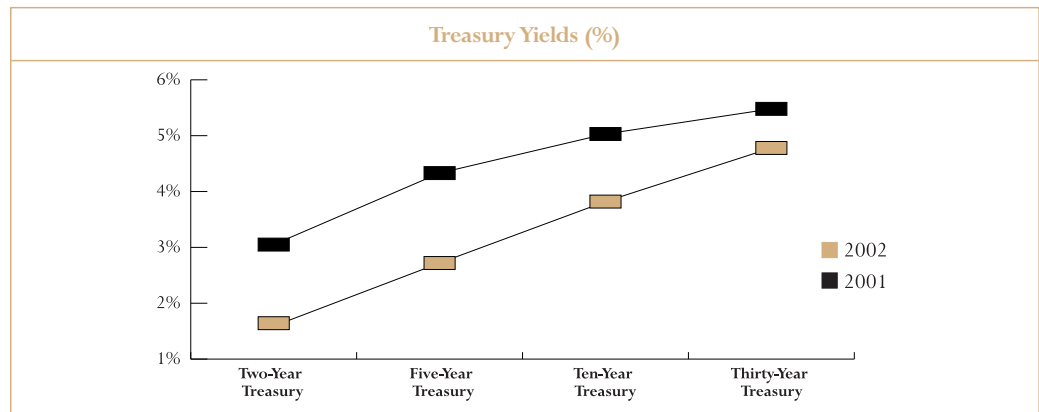 Treasury Yields (%)
6%
5%
4%
3%
2%
1%
2002
2001
Two-Year
Treasury
Five-Year
Treasury
Ten-Year
Treasury
Thirty-Year
Treasury